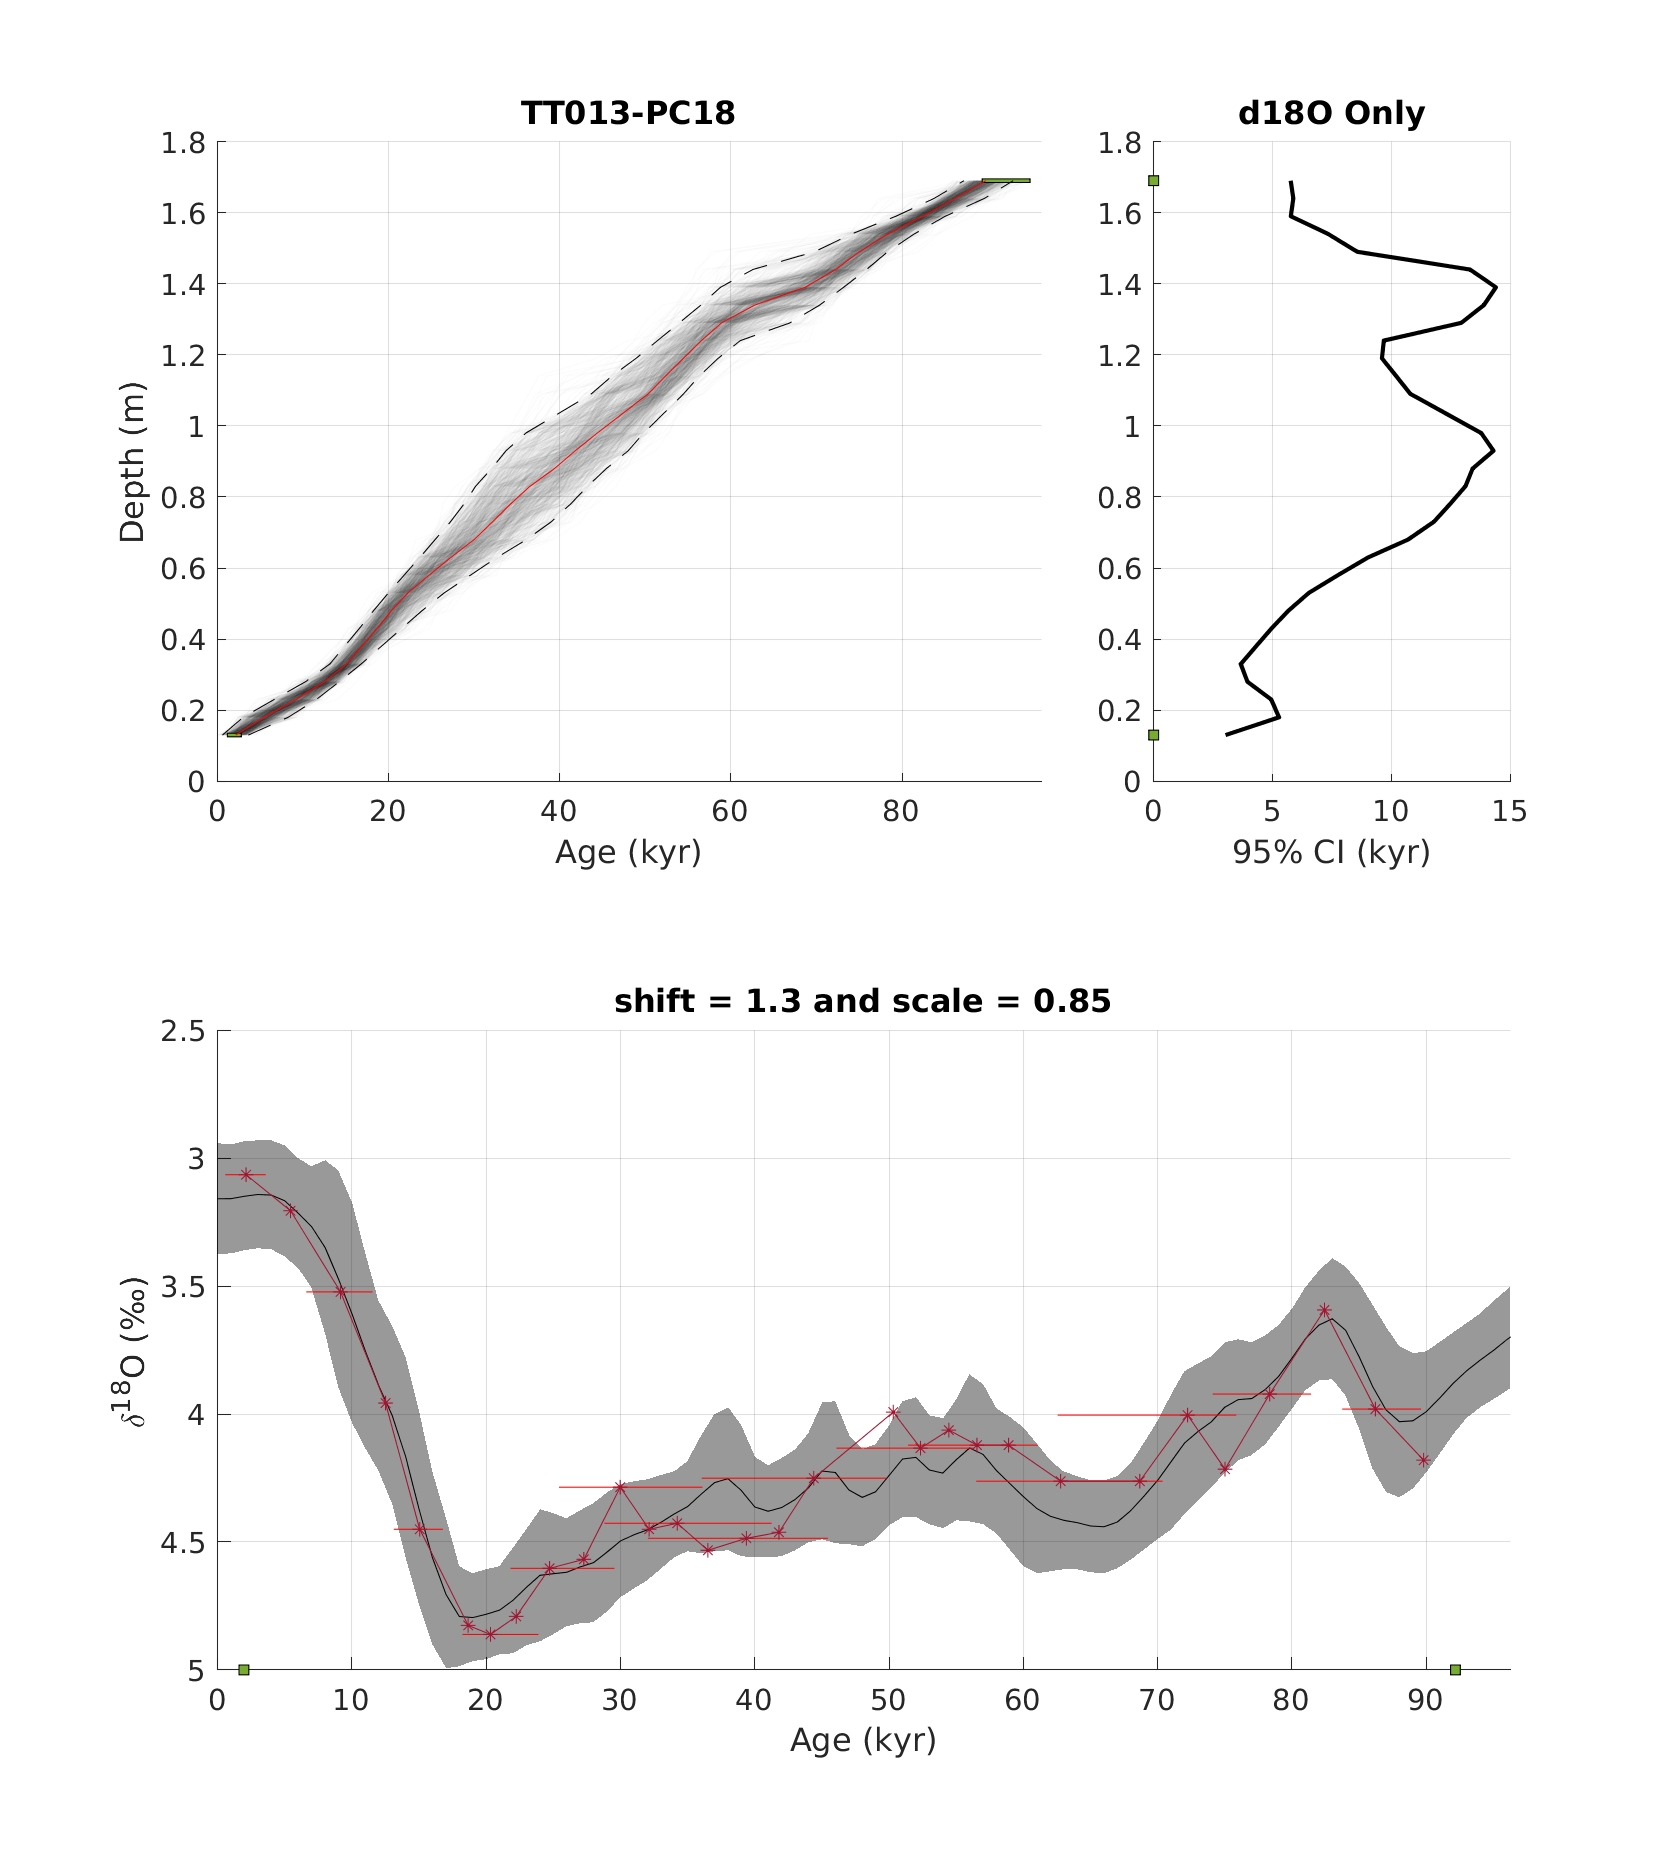 TT013-PC18
1.8
1.6
1.4
1.2
1
0.8
0.6
0.4
0.2
0
Depth (m)
0 20 40 60 80
Age (kyr)
d18O Only
1.8
1.6
1.4
1.2
1
0.8
0.6
0.4
0.2
0
0 5 10 15
95% CI (kyr)
shift = 1.3 and scale = 0.85
2.5
3
3.5
4
4.5
5
δ¹⁸O (‰)
0 10 20 30 40 50 60 70 80 90
Age (kyr)